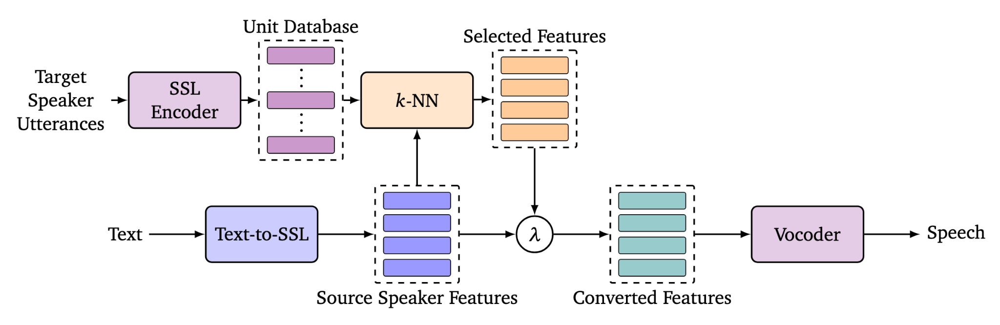 Unit Database
Selected Features
Target
Speaker
Utterances
SSL
Encoder
k-NN
Text
Text-to-SSL
λ
Vocoder
Speech
Source Speaker Features
Converted Features